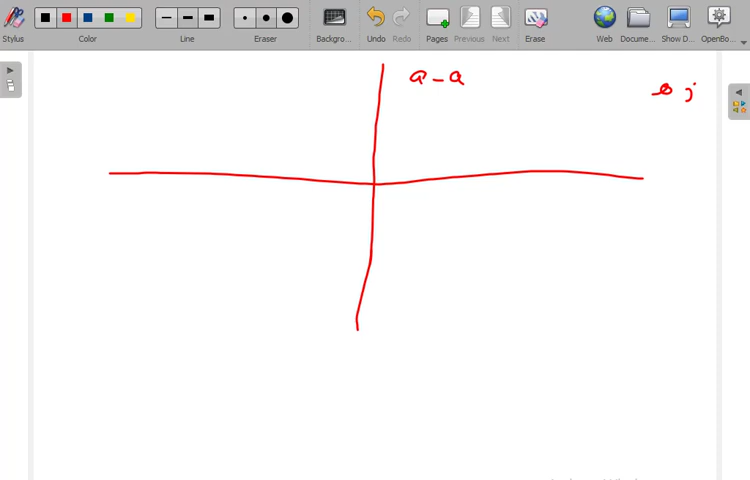 Stylus
Color
Line
Eraser
Backgro...
Undo
Redo
Pages
Previous
Next
Erase
Web
Docume...
Show D...
OpenBo...
a - a